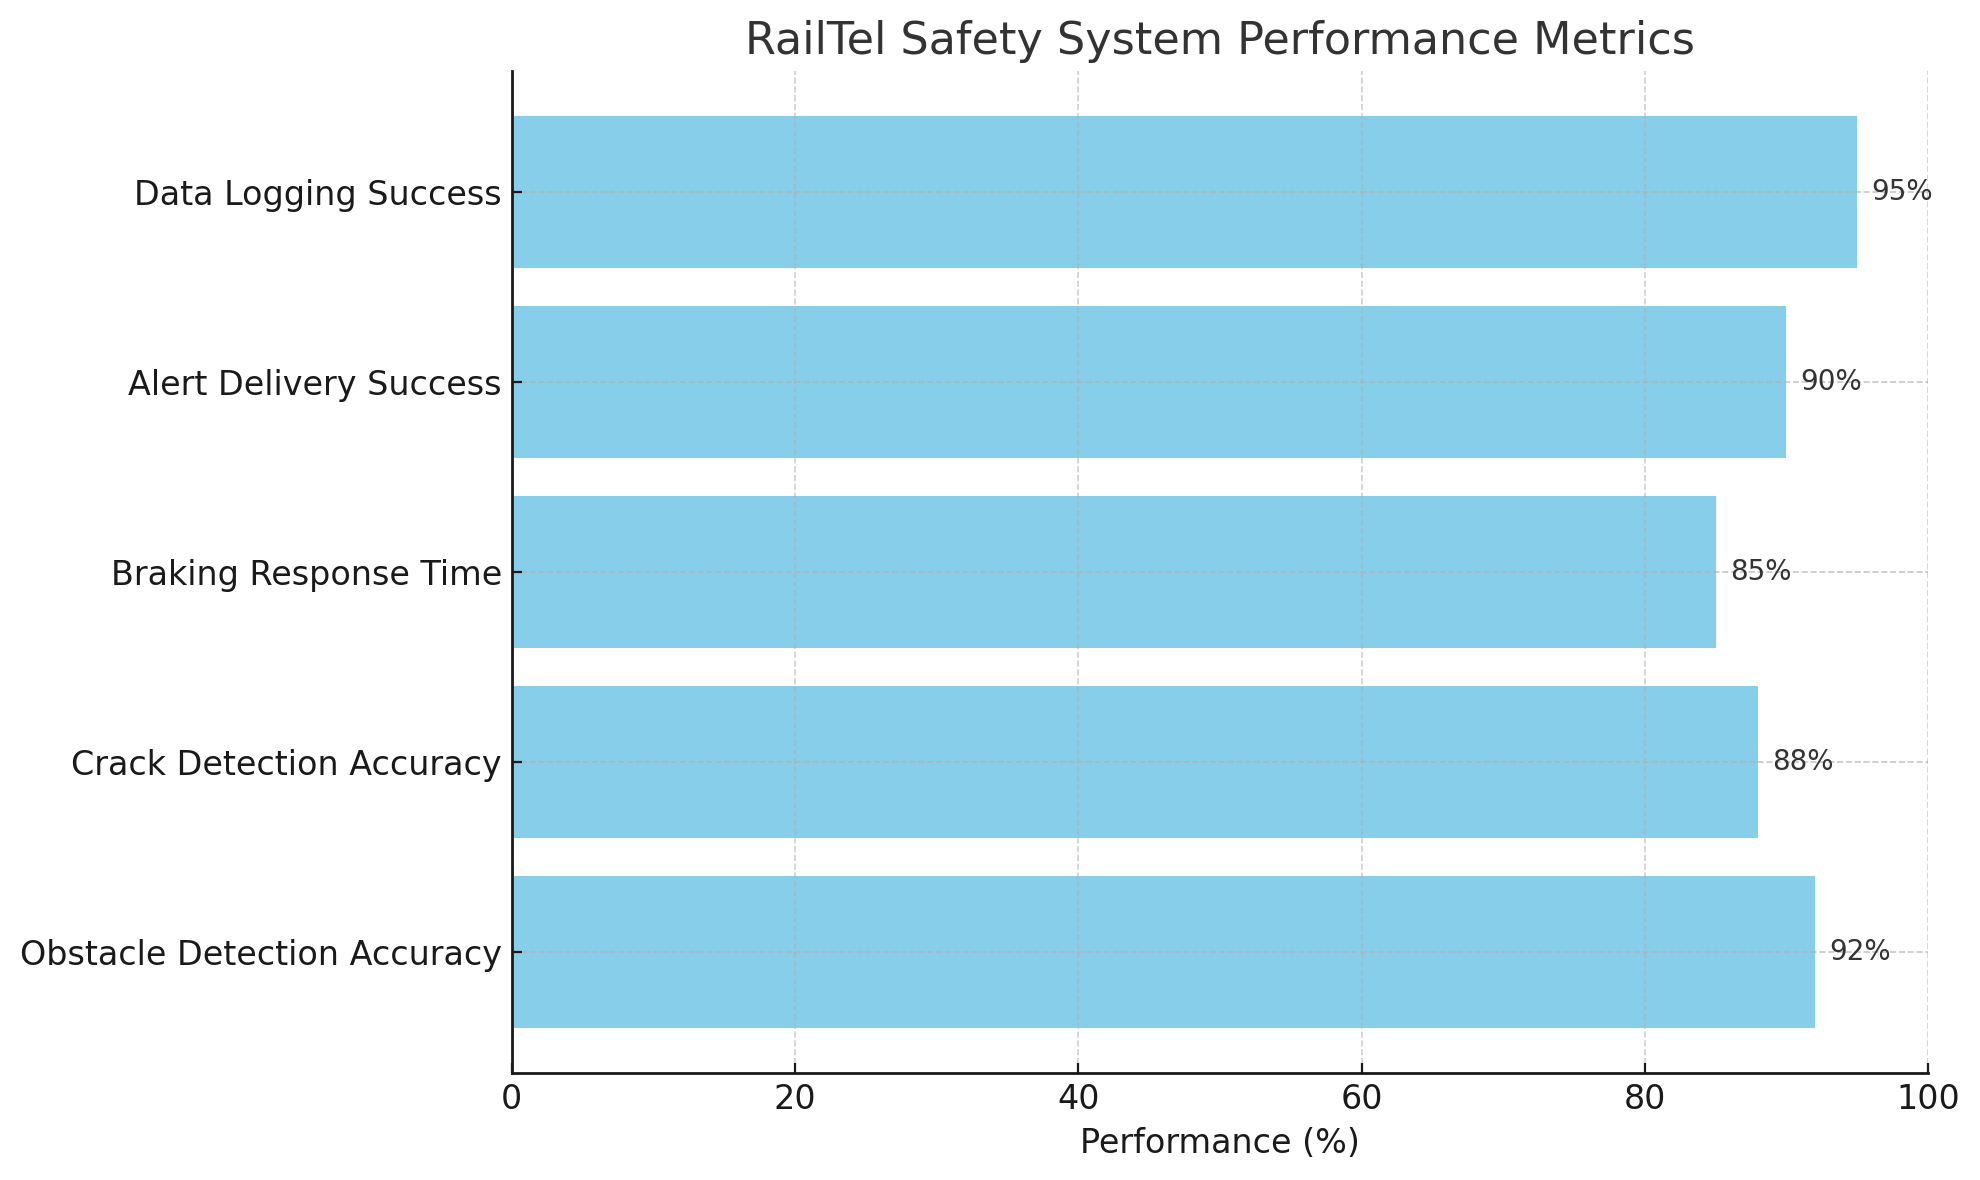 RailTel Safety System Performance Metrics
Data Logging Success
95%
Alert Delivery Success
90%
Braking Response Time
85%
Crack Detection Accuracy
88%
Obstacle Detection Accuracy
92%
0 20 40 60 80 100
Performance (%)